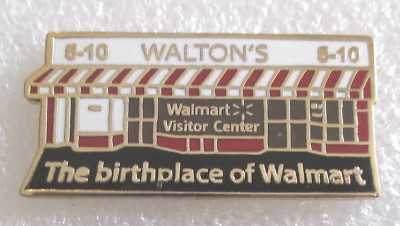 5-10 WALTON'S 5-10
Walmart
Visitor Center
The birthplace of Walmart